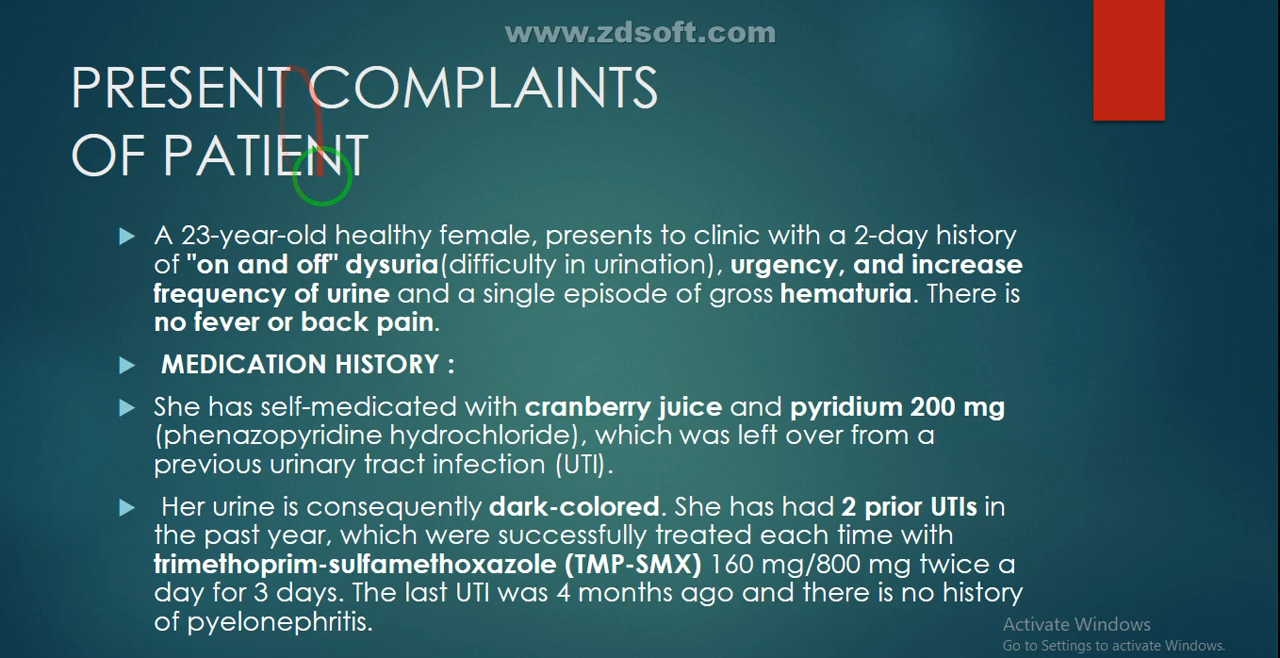 www.zdsoft.com
PRESENT COMPLAINTS
OF PATIENT
A 23-year-old healthy female, presents to clinic with a 2-day history
of "on and off" dysuria(difficulty in urination), urgency, and increase
frequency of urine and a single episode of gross hematuria. There is
no fever or back pain.
MEDICATION HISTORY :
She has self-medicated with cranberry juice and pyridium 200 mg
(phenazopyridine hydrochloride), which was left over from a
previous urinary tract infection (UTI).
Her urine is consequently dark-colored. She has had 2 prior UTIs in
the past year, which were successfully treated each time with
trimethoprim-sulfamethoxazole (TMP-SMX) 160 mg/800 mg twice a
day for 3 days. The last UTI was 4 months ago and there is no history
of pyelonephritis.
Activate Windows
Go to Settings to activate Windows.